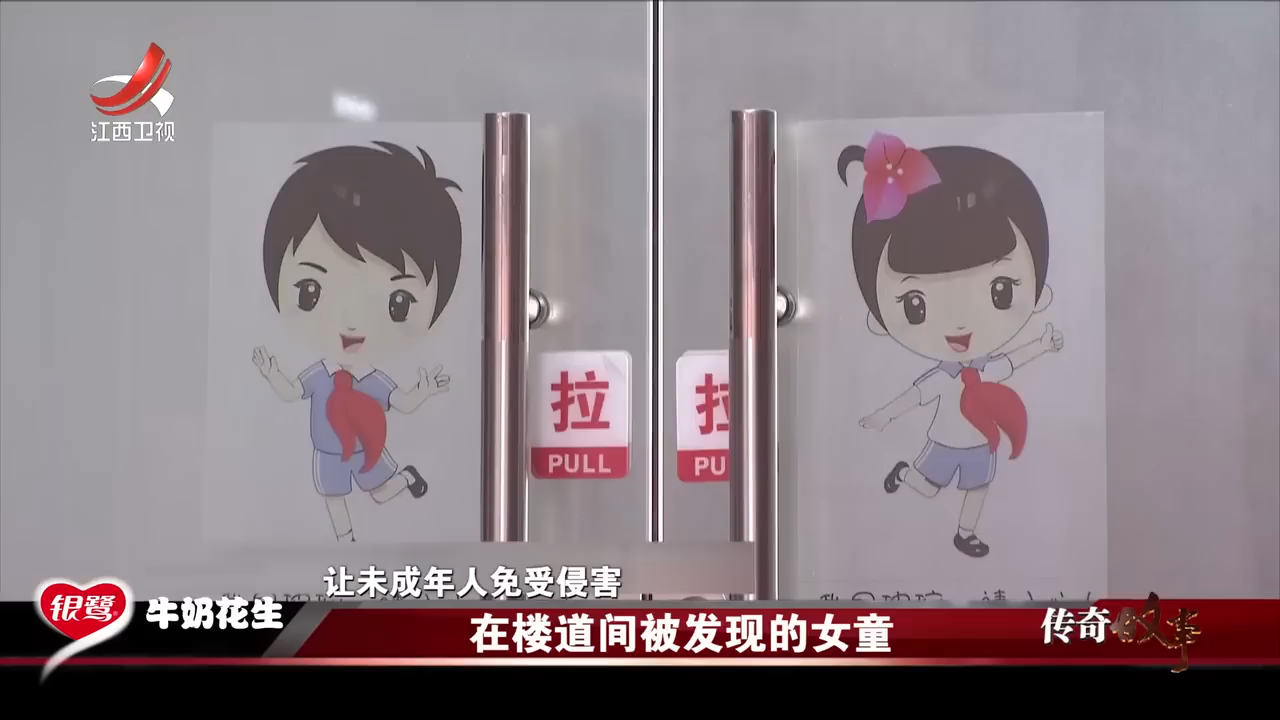 江西卫视
拉
PULL
拉
PU
让未成年人免受侵害
银鹭
牛奶花生
在楼道间被发现的女童
传奇故事